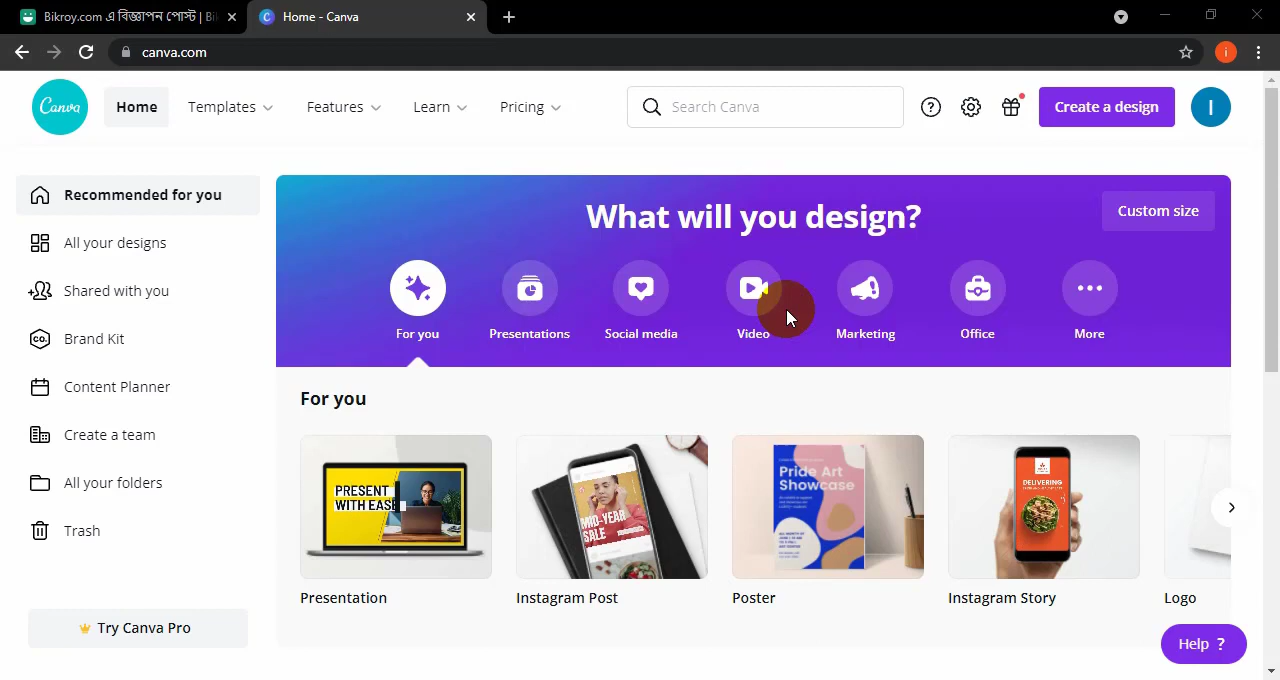 Bikroy.com এ বিজ্ঞাপন পোস্ট | Bi
Home - Canva
canva.com
i
Canva
Home
Templates
Features
Learn
Pricing
Search Canva
Create a design
I
Recommended for you
All your designs
Shared with you
CO.
Brand Kit
Content Planner
Create a team
All your folders
Trash
Try Canva Pro
What will you design?
Custom size
For you
Presentations
Social media
Video
Marketing
Office
More
For you
PRESENT
WITH EASE
MID-YEAR
SALE
Pride Art
Showcase
DELIVERING
Presentation
Instagram Post
Poster
Instagram Story
Logo
Help ?